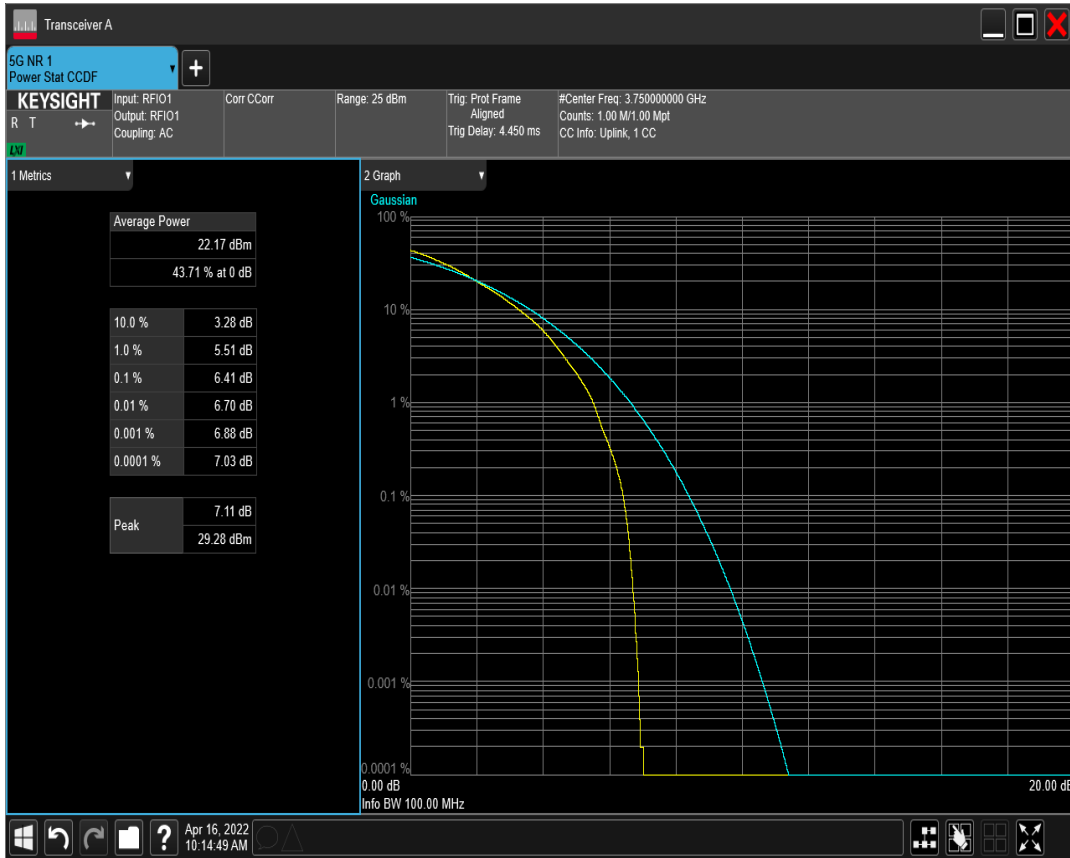 Transceiver A
5G NR 1
Power Stat CCDF
KEYSIGHT
R T
LXI
Input: RFIO1
Output: RFIO1
Coupling: AC
Corr CCorr
Range: 25 dBm
Trig: Prot Frame
Aligned
Trig Delay: 4.450 ms
#Center Freq: 3.750000000 GHz
Counts: 1.00 M/1.00 Mpt
CC Info: Uplink, 1 CC
1 Metrics
Average Power
22.17 dBm
43.71 % at 0 dB
10.0 % 3.28 dB
1.0 % 5.51 dB
0.1 % 6.41 dB
0.01 % 6.70 dB
0.001 % 6.88 dB
0.0001 % 7.03 dB
Peak
7.11 dB
29.28 dBm
2 Graph
Gaussian
100 %
10 %
1 %
0.1 %
0.01 %
0.001 %
0.0001 %
0.00 dB 20.00 dB
Info BW 100.00 MHz
?
Apr 16, 2022
10:14:49 AM